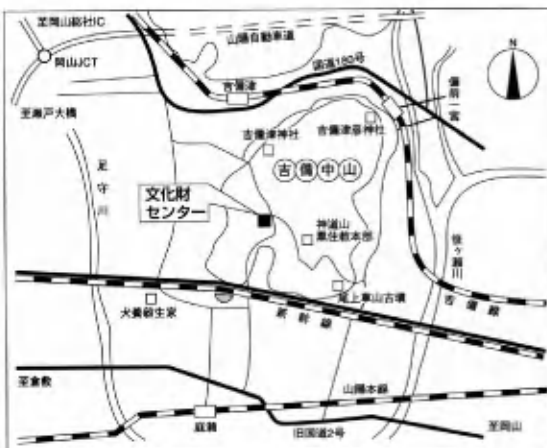 至岡山総社IC
山陽自動車道
岡山JCT
吉備津
国道180号
備前一宮
N
至瀬戸大橋
吉備津神社
吉備津彦神社
足守川
吉備中山
文化財
センター
神道山
黒住教本部
笹ヶ瀬川
尾上車山古墳
吉備線
犬養毅生家
新幹線
至倉敷
山陽本線
庭瀬
旧国道2号
至岡山